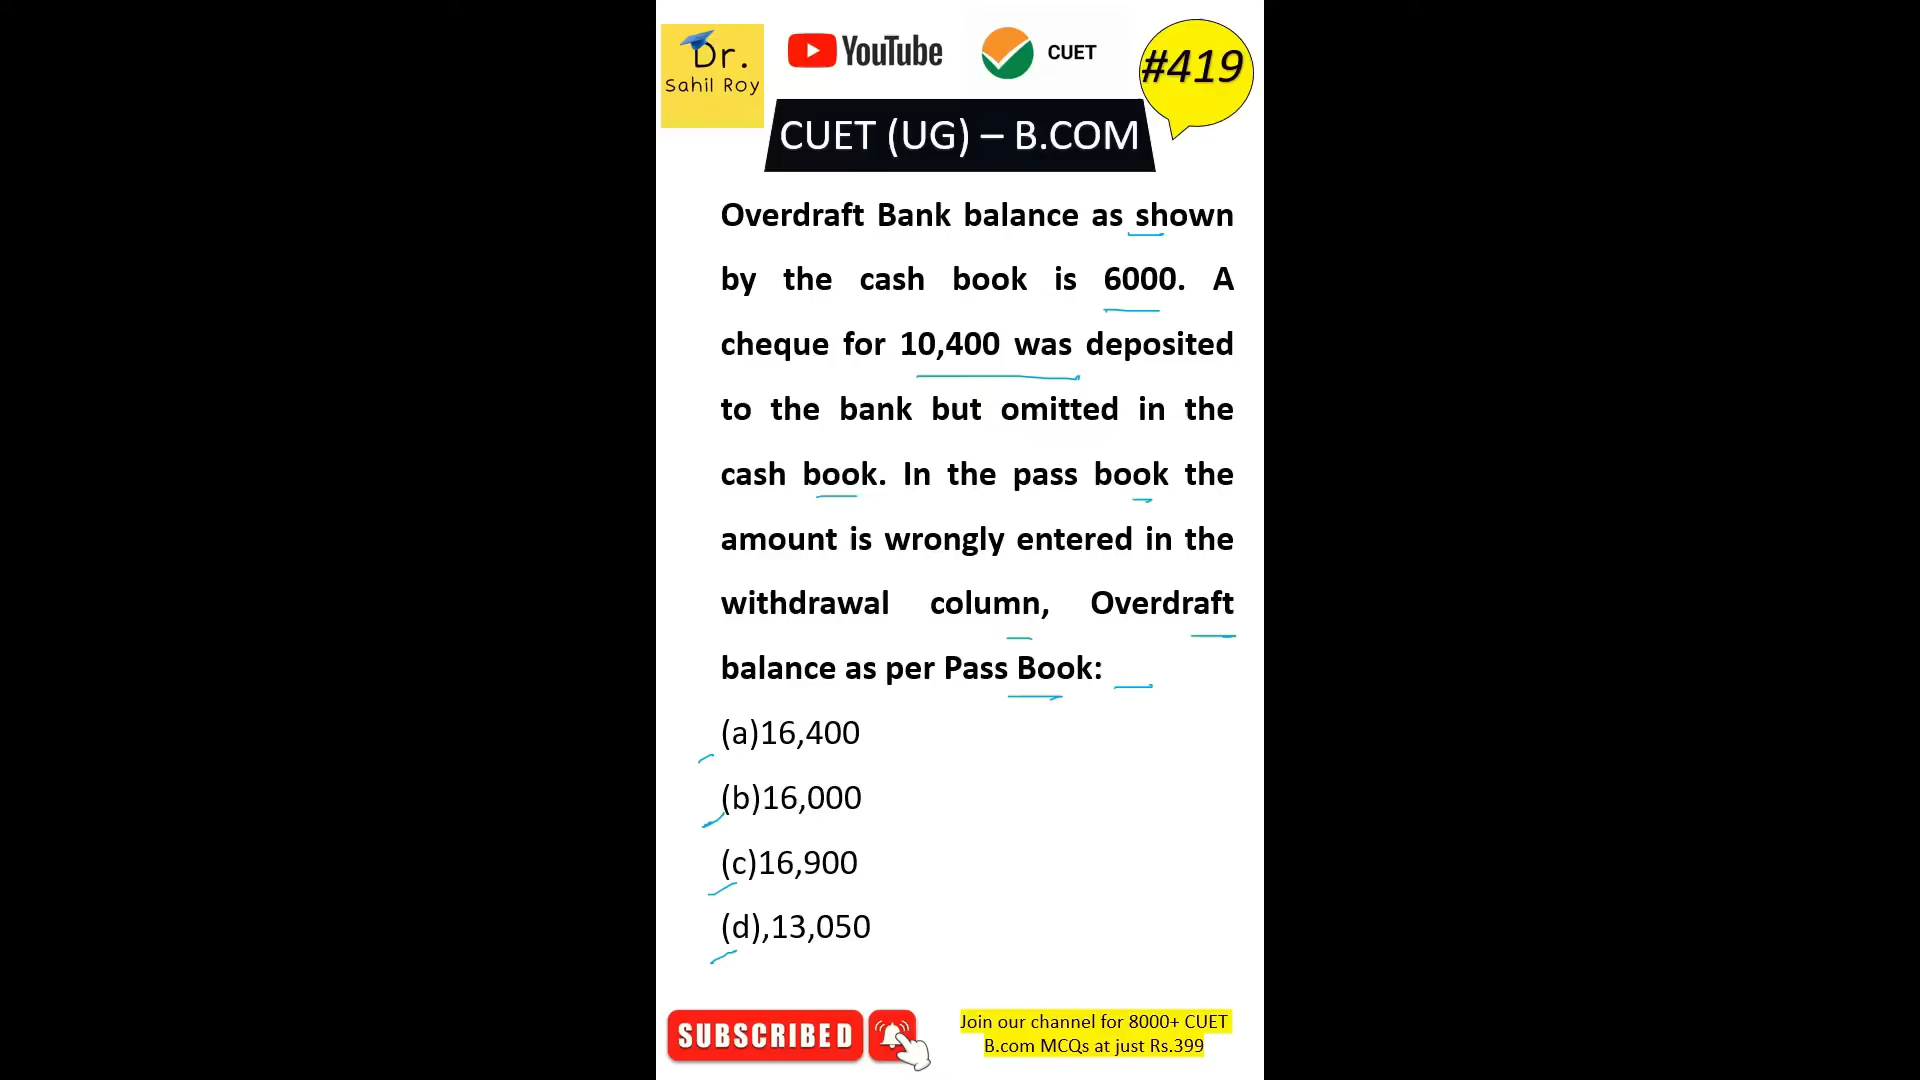 Dr.
Sahil Roy
YouTube
CUET
#419
CUET (UG) – B.COM
Overdraft Bank balance as shown
by the cash book is 6000. A
cheque for 10,400 was deposited
to the bank but omitted in the
cash book. In the pass book the
amount is wrongly entered in the
withdrawal column, Overdraft
balance as per Pass Book:
(a)16,400
(b)16,000
(c)16,900
(d),13,050
SUBSCRIBED
Join our channel for 8000+ CUET
B.com MCQs at just Rs.399